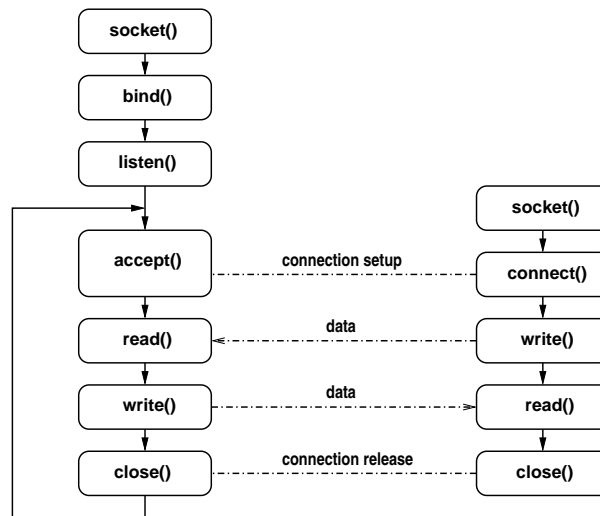 socket()
bind()
listen()
socket()
accept()
connection setup
connect()
read()
data
write()
write()
data
read()
close()
connection release
close()